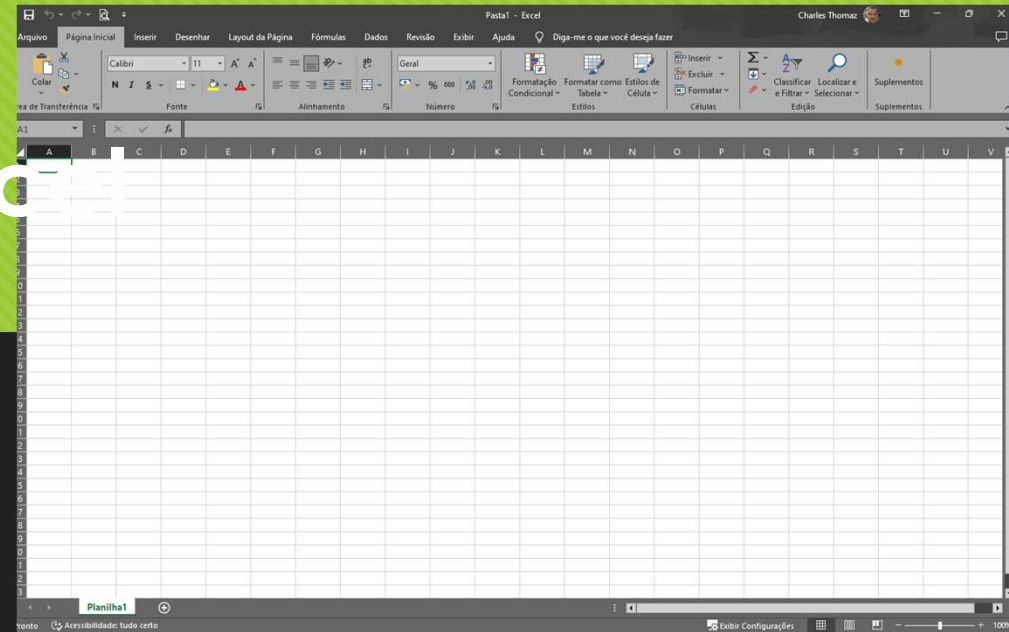 Pasta1 - Excel
Charles Thomaz
Arquivo Página Inicial Inserir Desenhar Layout da Página Fórmulas Dados Revisão Exibir Ajuda Diga-me o que você deseja fazer
Colar
Calibri 11
N I S
Geral
% 000
Formatação Condicional
Formatar como Tabela
Estilos de Célula
Inserir
Excluir
Formatar
Classificar e Filtrar
Localizar e Selecionar
Suplementos
de Transferência Fonte Alinhamento Número Estilos Células Edição Suplementos
A1 fx
A B C D E F G H I J K L M N O P Q R S T U V
Planilha1
Acessibilidade: tudo certo
Exibir Configurações